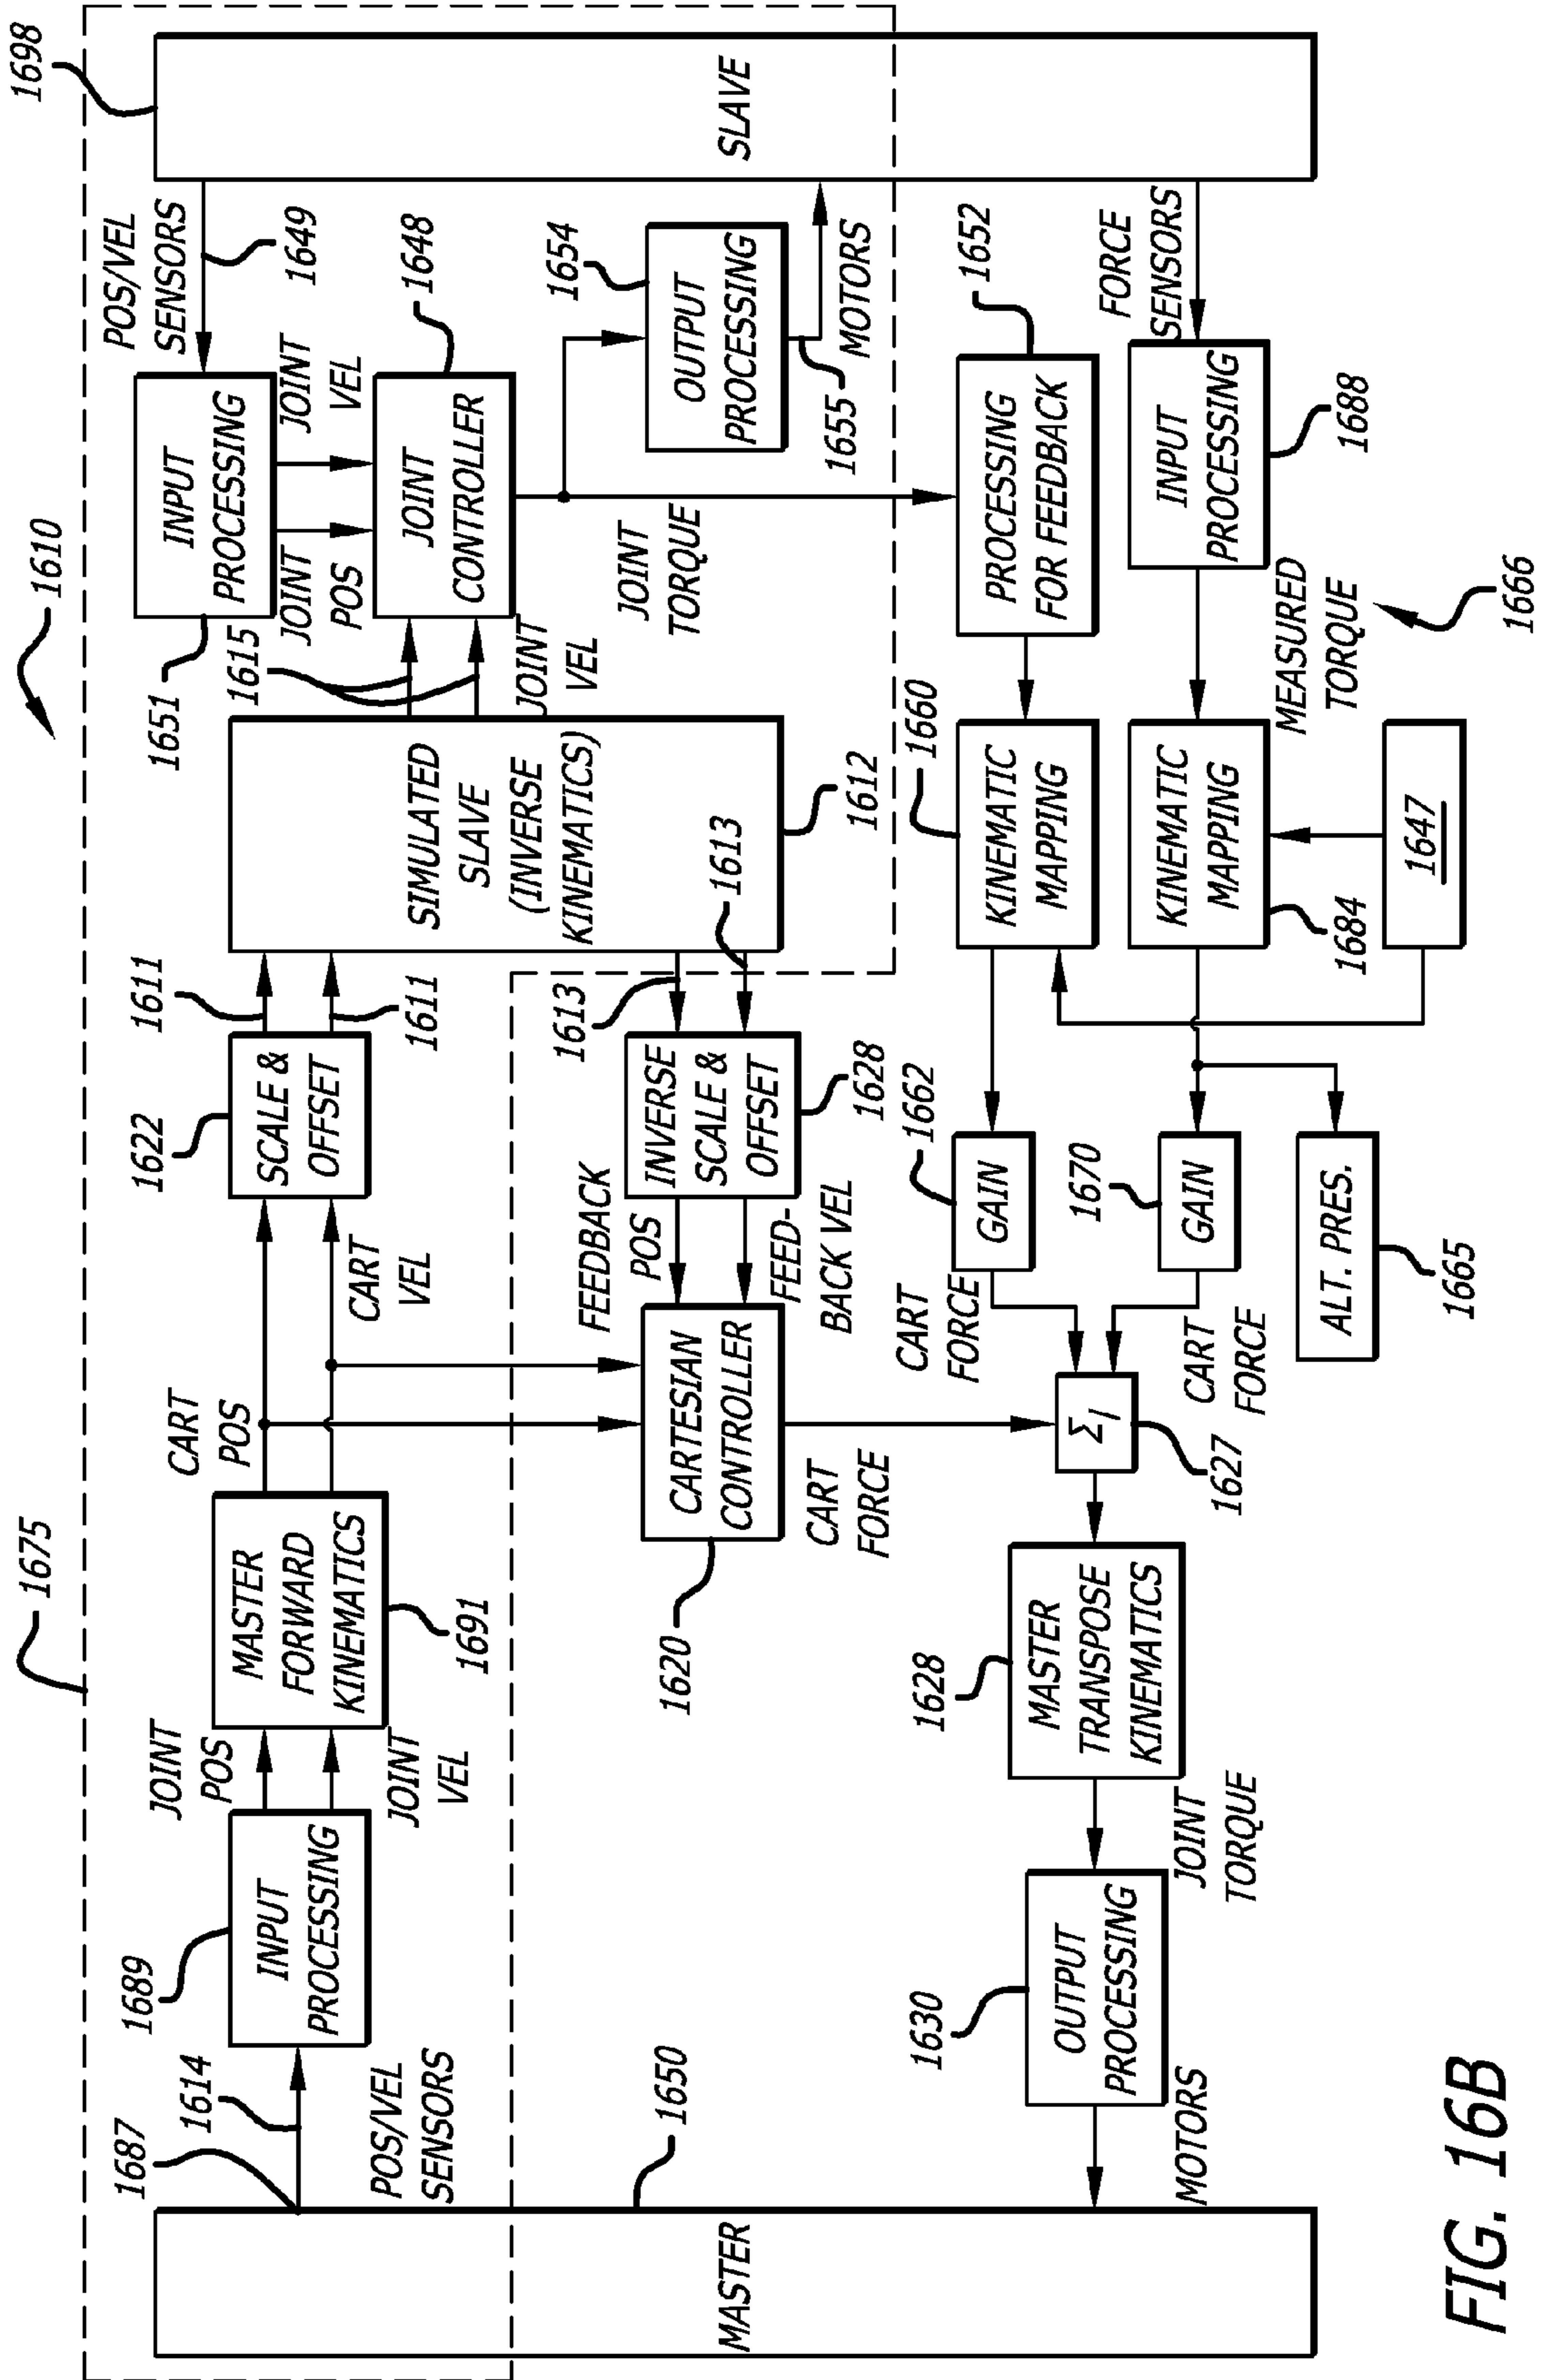 1675
1610
1698
MASTER
1650
1687
1614
POS/VEL
SENSORS
1689
INPUT
PROCESSING
JOINT
POS
JOINT
VEL
MASTER
FORWARD
KINEMATICS
1691
CART
POS
CART
VEL
1622
SCALE &
OFFSET
1611
1611
SIMULATED
SLAVE
(INVERSE
KINEMATICS)
1612
1613
1613
INVERSE
SCALE &
OFFSET
1628
FEEDBACK
POS
FEED-
BACK VEL
CARTESIAN
CONTROLLER
1620
CART
FORCE
1615
JOINT
VEL
1651
INPUT
PROCESSING
POS/VEL
SENSORS
1649
JOINT
POS
JOINT
VEL
JOINT
CONTROLLER
1648
JOINT
TORQUE
OUTPUT
PROCESSING
1654
1655
MOTORS
SLAVE
PROCESSING
FOR FEEDBACK
1652
FORCE
SENSORS
INPUT
PROCESSING
1688
MEASURED
TORQUE
1666
1660
KINEMATIC
MAPPING
KINEMATIC
MAPPING
1684
1647
1662
GAIN
1670
GAIN
ALT. PRES.
1665
CART
FORCE
CART
FORCE
Σ1
1627
1628
MASTER
TRANSPOSE
KINEMATICS
JOINT
TORQUE
1630
OUTPUT
PROCESSING
MOTORS
FIG. 16B